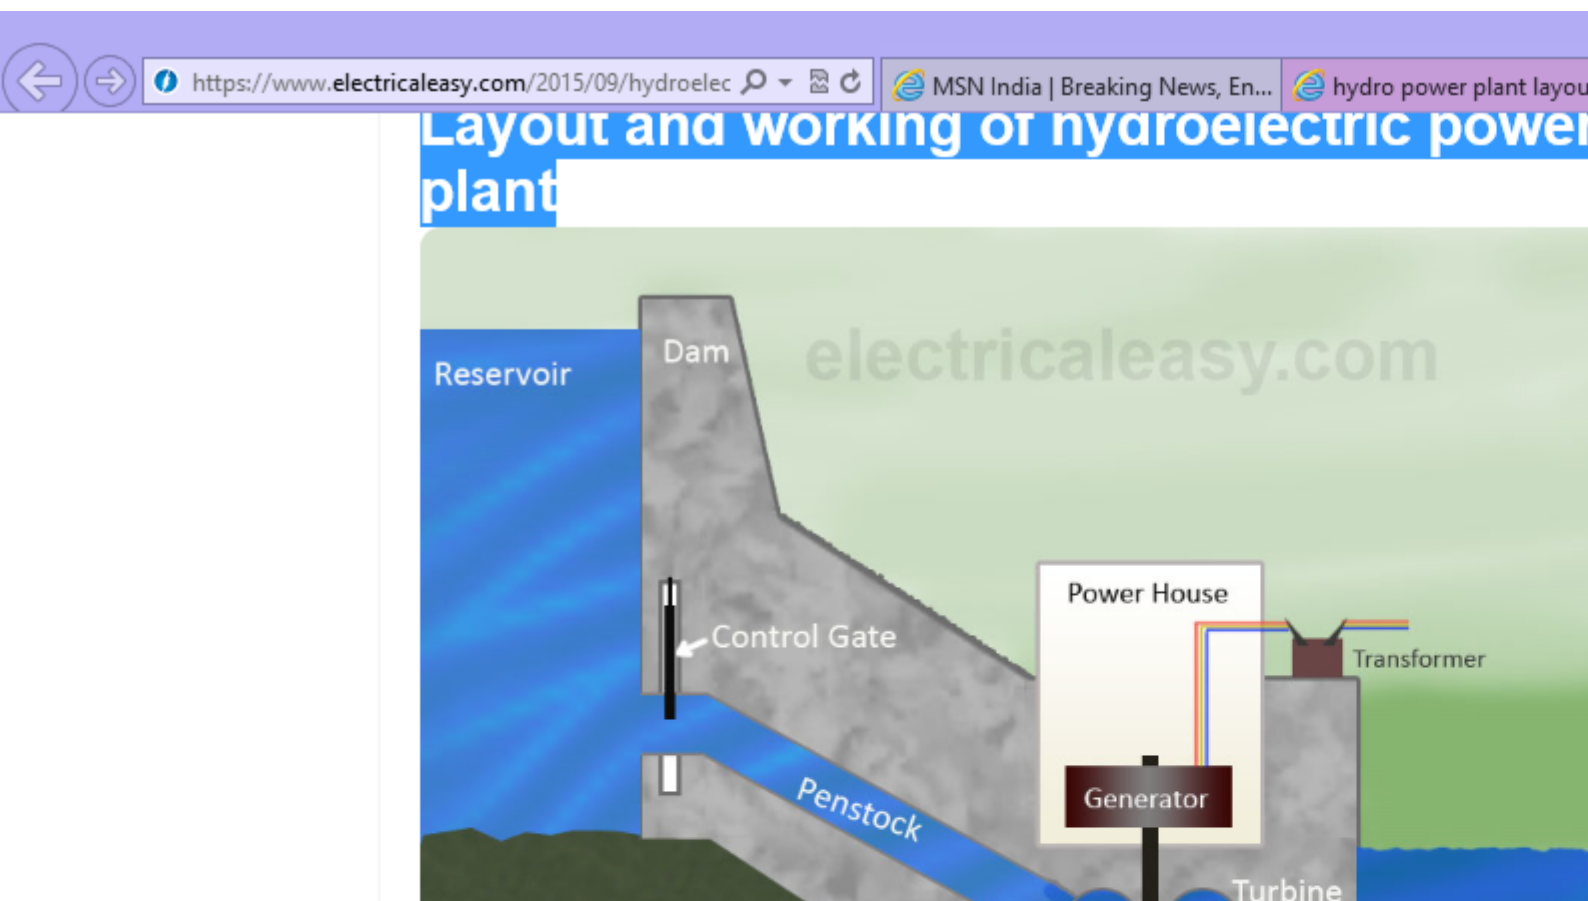 https://www.electricaleasy.com/2015/09/hydroelec
MSN India | Breaking News, En...
hydro power plant layou
Layout and working of hydroelectric power
plant
electricaleasy.com
Dam
Reservoir
Power House
Control Gate
Transformer
Penstock
Generator
Turbine